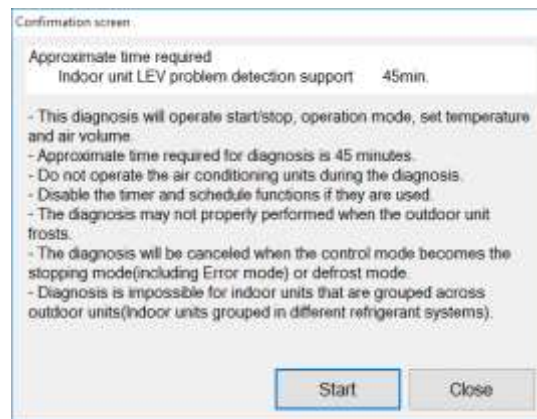 Confirmation screen
Approximate time required
Indoor unit LEV problem detection support 45min.
- This diagnosis will operate start/stop, operation mode, set temperature
and air volume.
- Approximate time required for diagnosis is 45 minutes.
- Do not operate the air conditioning units during the diagnosis.
- Disable the timer and schedule functions if they are used.
- The diagnosis may not properly performed when the outdoor unit
frosts.
- The diagnosis will be canceled when the control mode becomes the
stopping mode(including Error mode) or defrost mode.
- Diagnosis is impossible for indoor units that are grouped across
outdoor units(Indoor units grouped in different refrigerant systems).
Start Close